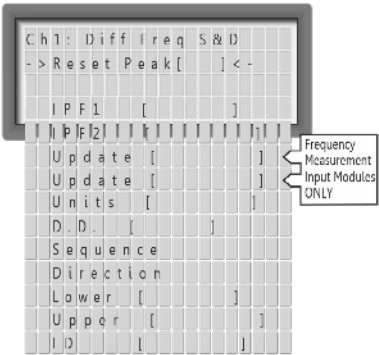 Ch1: Diff Freq S&D
->Reset Peak[ ]<-
IPF1 [ ]
IPF2 [ ]
Update [ ]
Update [ ]
Units [ ]
D.D. [ ]
Sequence
Direction
Lower [ ]
Upper [ ]
ID [ ]
Frequency
Measurement
Input Modules
ONLY